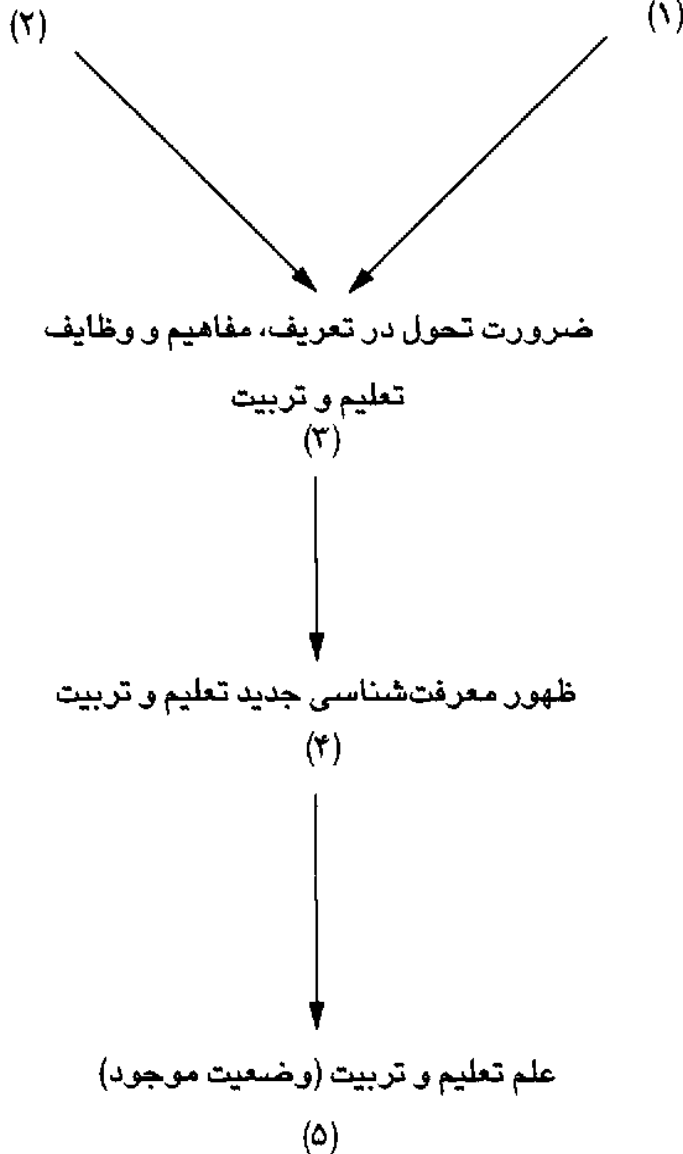 (۱)
(۲)
ضرورت تحول در تعریف، مفاهیم و وظایف
تعلیم و تربیت
(۳)
ظهور معرفت‌شناسی جدید تعلیم و تربیت
(۴)
علم تعلیم و تربیت (وضعیت موجود)
(۵)